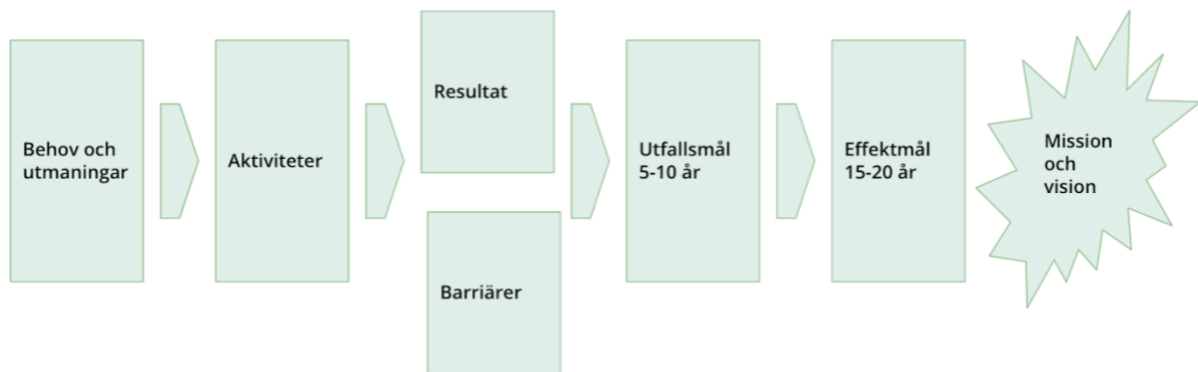 Behov och
utmaningar
Aktiviteter
Resultat
Barriärer
Utfallsmål
5-10 år
Effektmål
15-20 år
Mission
och
vision